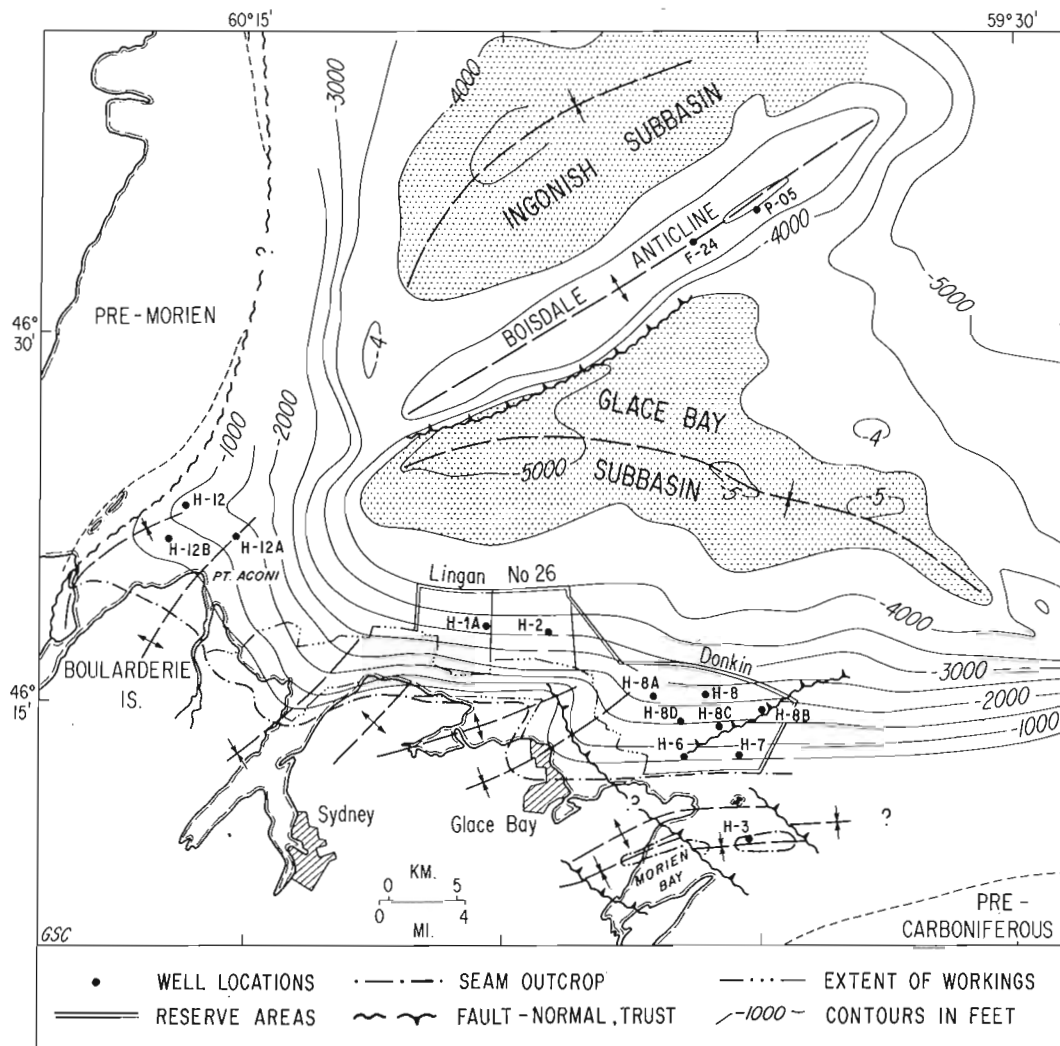 60° 15'
59° 30'
3000
4000
INGONISH SUBBASIN
P-05
F-24
-4000
BOISDALE ANTICLINE
-5000
?
PRE-MORIEN
46°
30'
-4
1000
2000
GLACE BAY
SUBBASIN
-5000
-5
-5
-4
H-12
H-12B
H-12A
PT. ACONI
Lingan No 26
H-1A
H-2
-4000
Donkin
-3000
-2000
-1000
BOULARDERIE
IS.
46°
15'
H-8A
H-8
H-8D
H-8C
H-8B
H-6
H-7
Sydney
Glace Bay
?
H-3
?
MORIEN
BAY
KM.
0 5
0 4
MI.
PRE-
CARBONIFEROUS
GSC
WELL LOCATIONS
SEAM OUTCROP
EXTENT OF WORKINGS
RESERVE AREAS
FAULT-NORMAL, TRUST
-1000 CONTOURS IN FEET